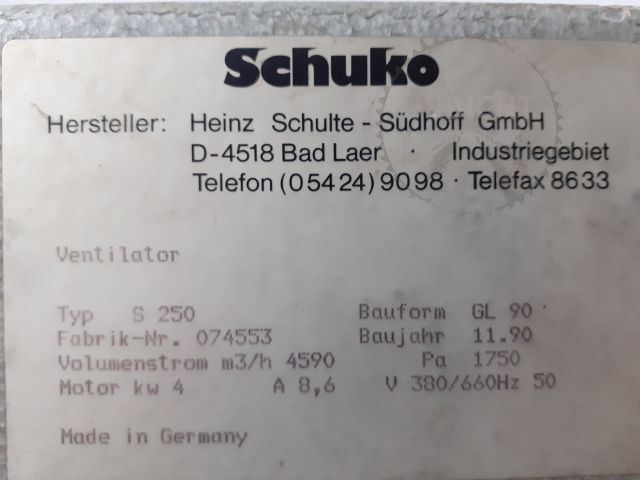 Schuko
Hersteller: Heinz Schulte - Südhoff GmbH
D-4518 Bad Laer · Industriegebiet
Telefon (05424) 9098 · Telefax 8633
Ventilator
Typ S 250 Bauform GL 90
Fabrik-Nr. 074553 Baujahr 11.90
Volumenstrom m3/h 4590 Pa 1750
Motor kw 4 A 8,6 V 380/660Hz 50
Made in Germany